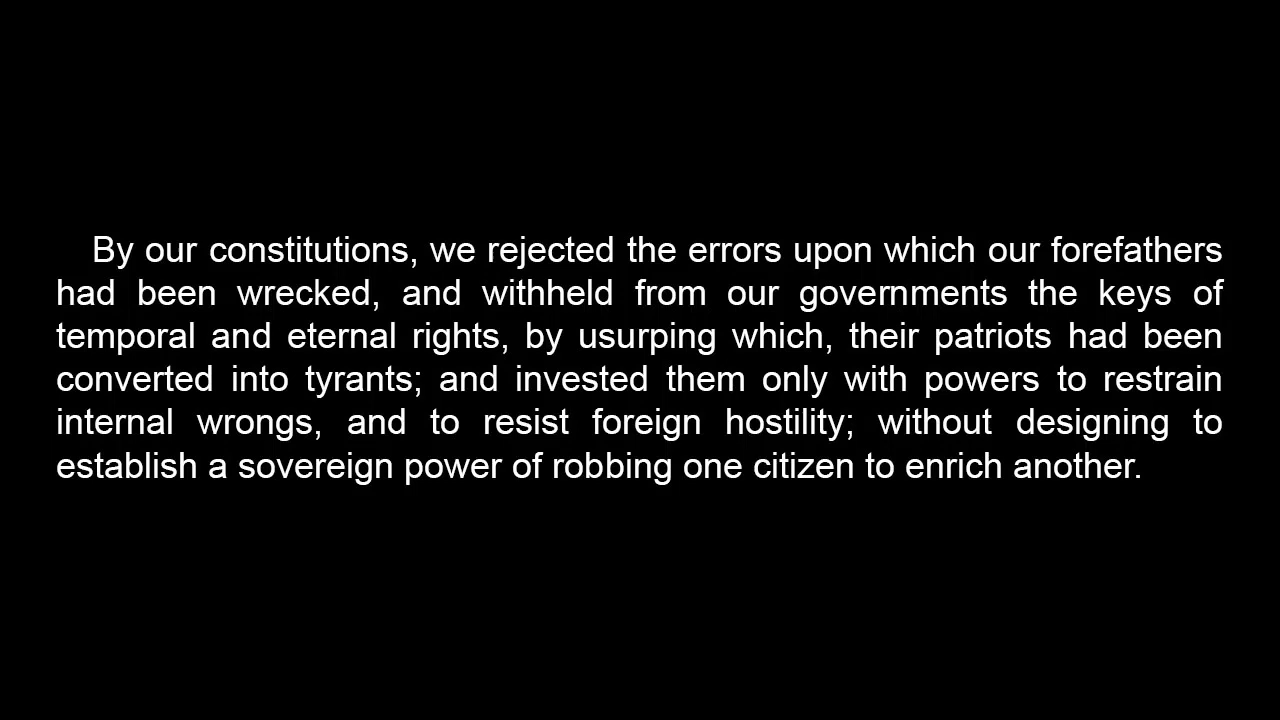 By our constitutions, we rejected the errors upon which our forefathers
had been wrecked, and withheld from our governments the keys of
temporal and eternal rights, by usurping which, their patriots had been
converted into tyrants; and invested them only with powers to restrain
internal wrongs, and to resist foreign hostility; without designing to
establish a sovereign power of robbing one citizen to enrich another.